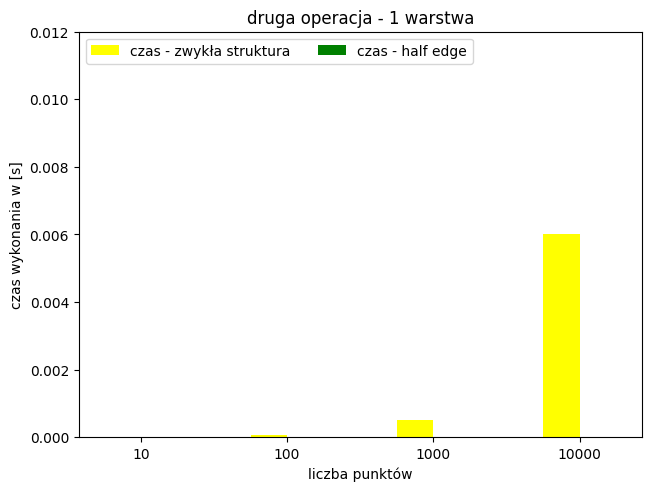 druga operacja - 1 warstwa
czas - zwykła struktura
czas - half edge
czas wykonania w [s]
0.012
0.010
0.008
0.006
0.004
0.002
0.000
10
100
1000
10000
liczba punktów